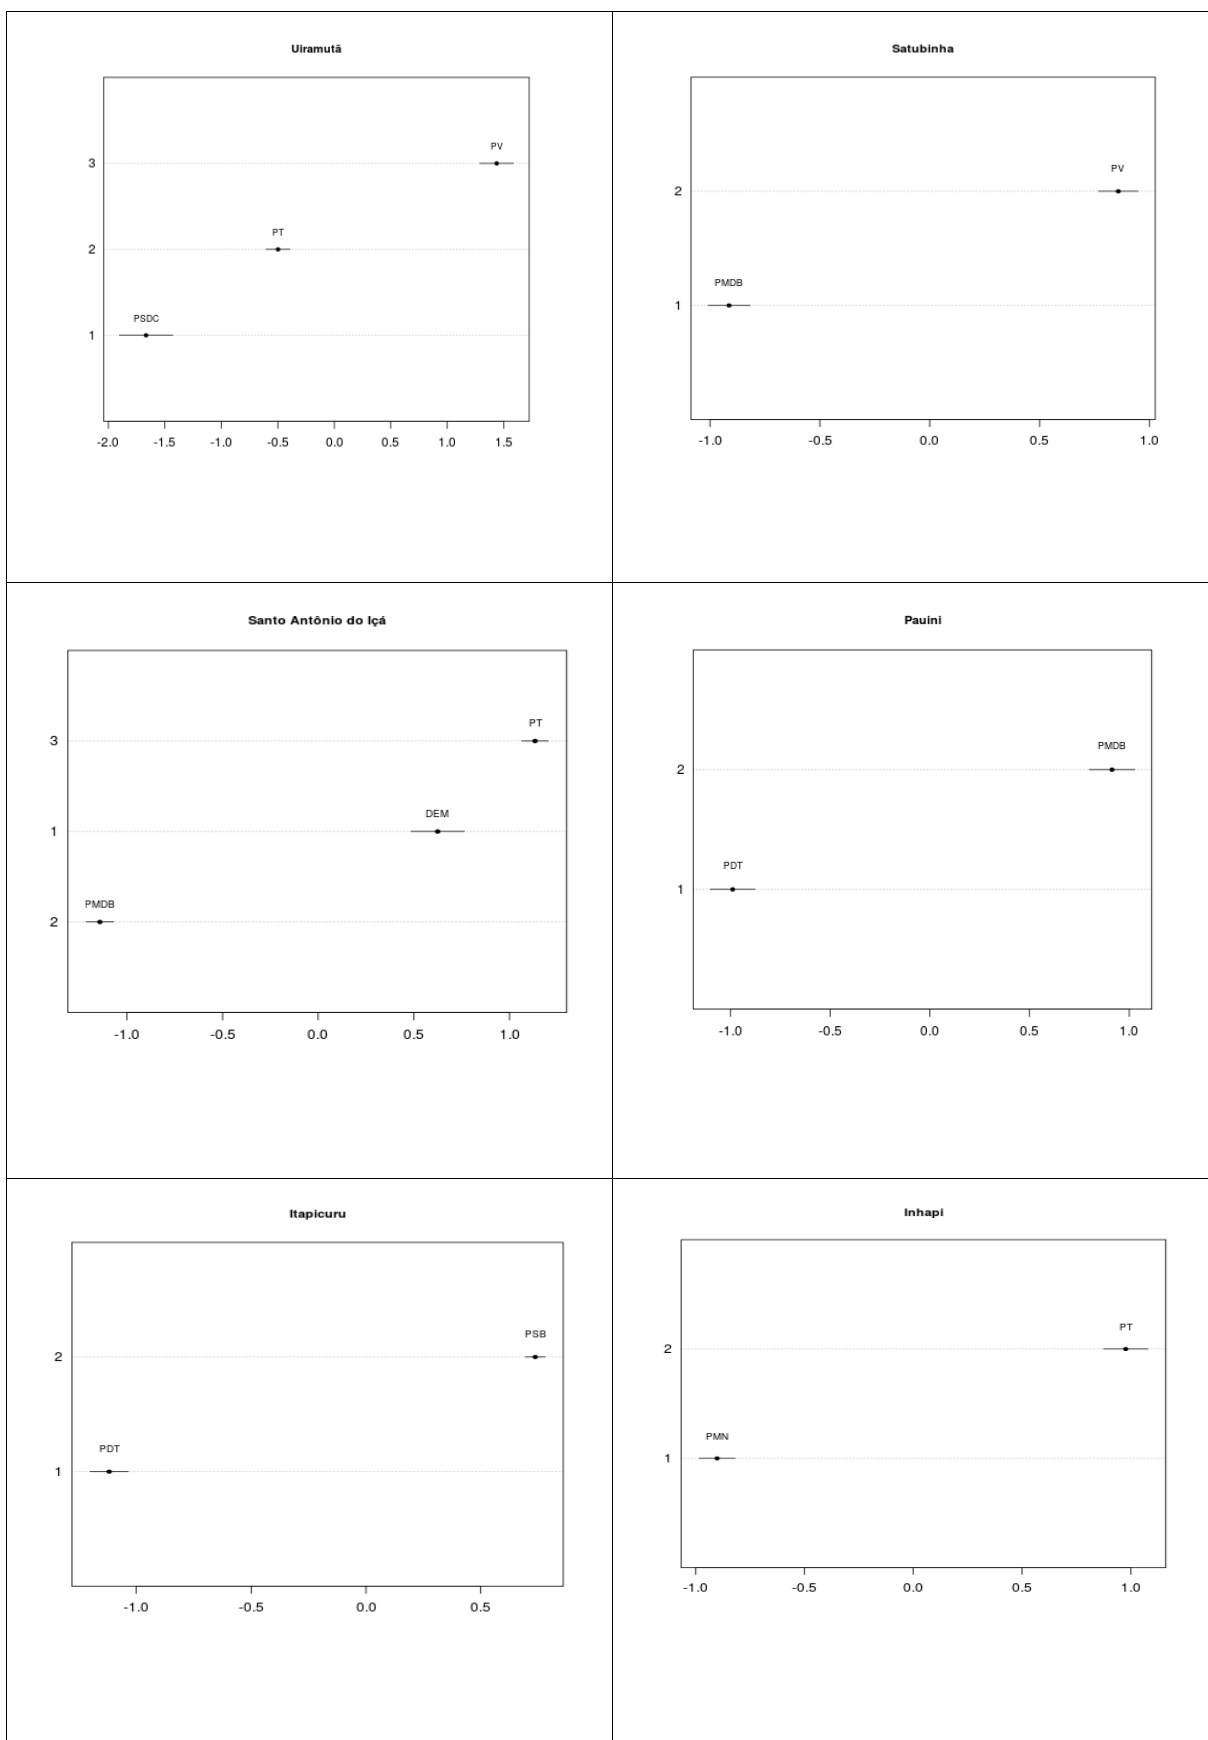 Uiramutã
PV
3
PT
2
PSDC
1
-2.0 -1.5 -1.0 -0.5 0.0 0.5 1.0 1.5
Satubinha
PV
2
PMDB
1
-1.0 -0.5 0.0 0.5 1.0
Santo Antônio do Içá
PT
3
DEM
1
PMDB
2
-1.0 -0.5 0.0 0.5 1.0
Pauini
PMDB
2
PDT
1
-1.0 -0.5 0.0 0.5 1.0
Itapicuru
PSB
2
PDT
1
-1.0 -0.5 0.0 0.5
Inhapi
PT
2
PMN
1
-1.0 -0.5 0.0 0.5 1.0